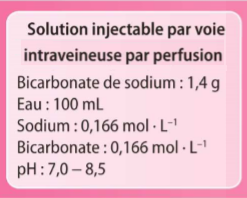 Solution injectable par voie
intraveineuse par perfusion
Bicarbonate de sodium : 1,4 g
Eau : 100 mL
Sodium : 0,166 mol · L⁻¹
Bicarbonate : 0,166 mol · L⁻¹
pH : 7,0 – 8,5